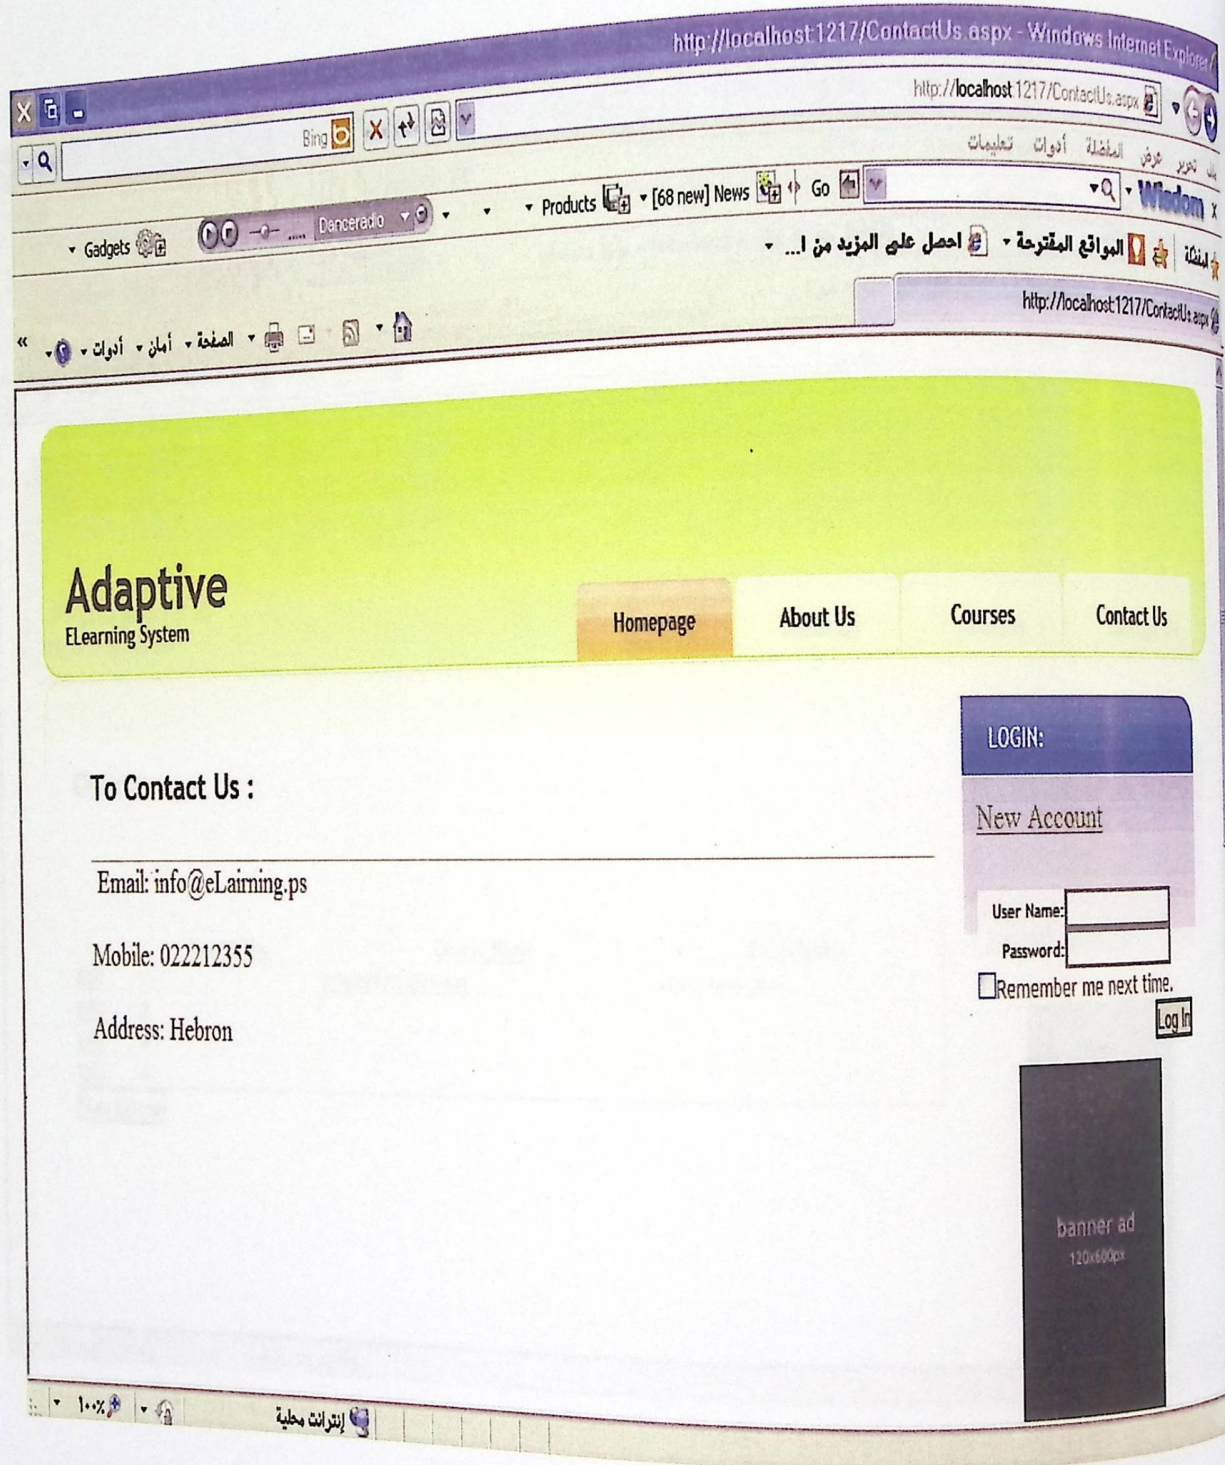 http://localhost:1217/ContactUs.aspx - Windows Internet Explorer
http://localhost:1217/ContactUs.aspx
Bing
ملف تحرير عرض المفضلة أدوات تعليمات
Wisdom Go [68 new] News Products Danceradio Gadgets
المفضلة المواقع المقترحة احصل على المزيد من ا...
http://localhost:1217/ContactUs.aspx
الصفحة أمان أدوات
Adaptive
ELearning System
Homepage About Us Courses Contact Us
LOGIN:
New Account
User Name:
Password:
Remember me next time.
Log In
To Contact Us :
Email: info@eLairning.ps
Mobile: 022212355
Address: Hebron
banner ad
120x600px
إنترانت محلية
١٠٠%